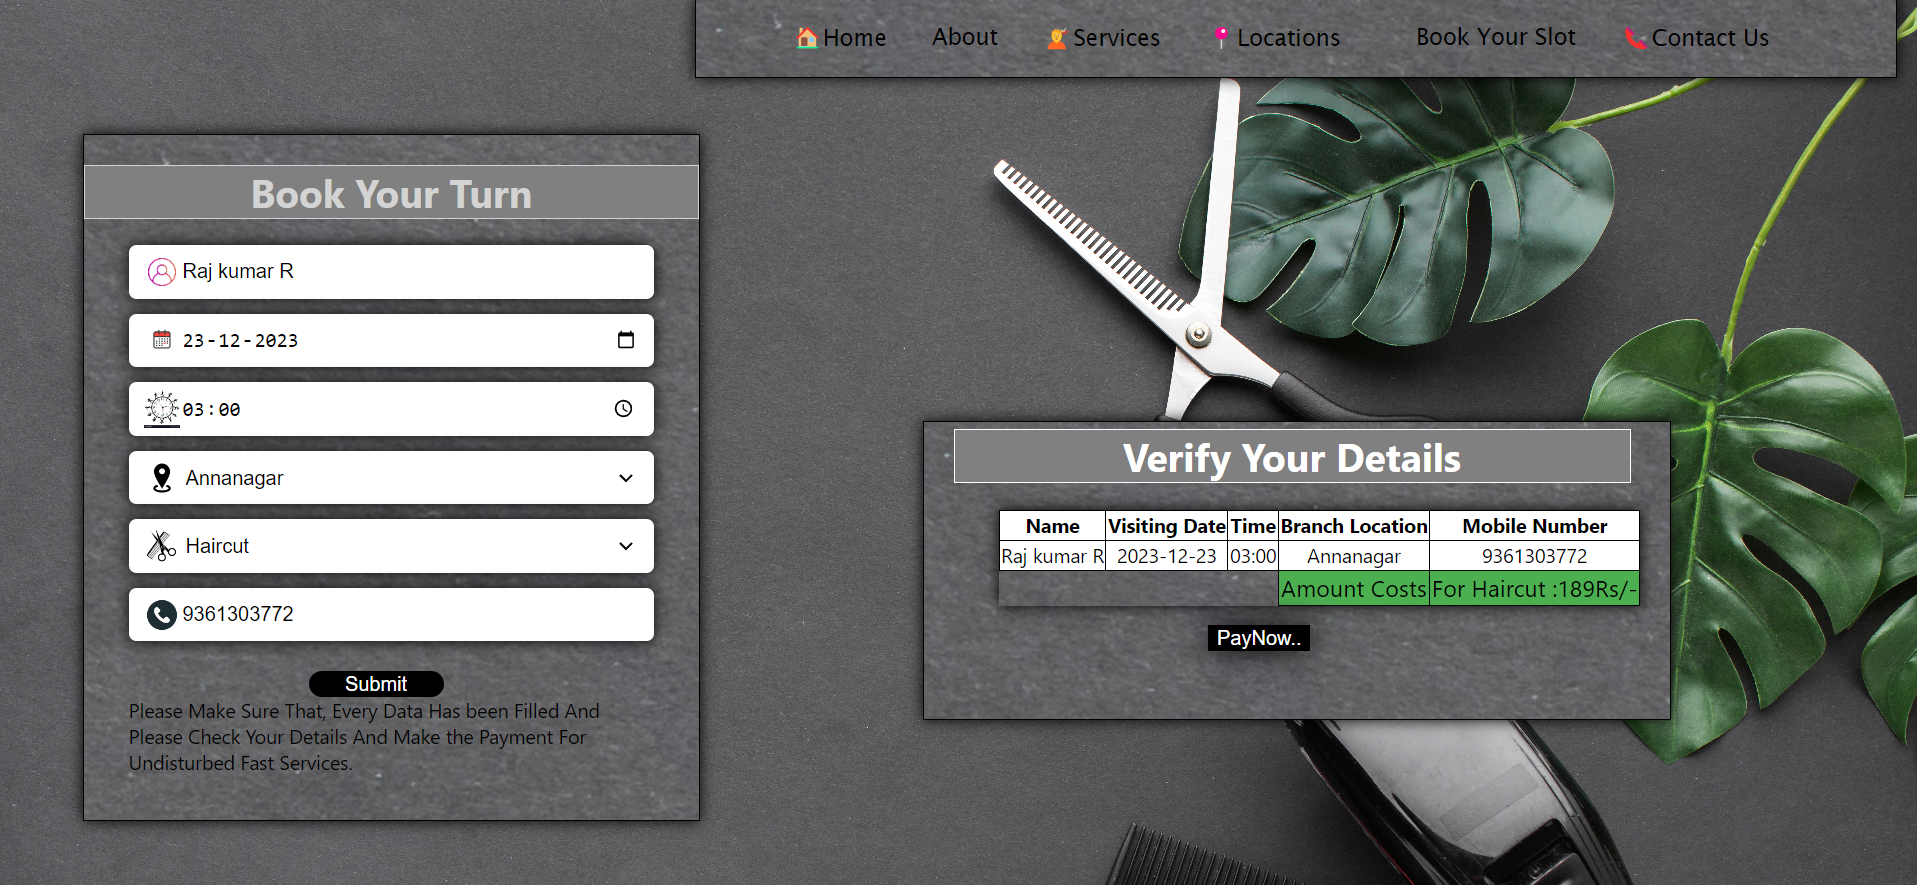 Home About Services Locations Book Your Slot Contact Us
Book Your Turn
Raj kumar R
23-12-2023
03:00
Annanagar
Haircut
9361303772
Submit
Please Make Sure That, Every Data Has been Filled And
Please Check Your Details And Make the Payment For
Undisturbed Fast Services.
Verify Your Details
Name Visiting Date Time Branch Location Mobile Number
Raj kumar R 2023-12-23 03:00 Annanagar 9361303772
Amount Costs For Haircut :189Rs/-
PayNow..